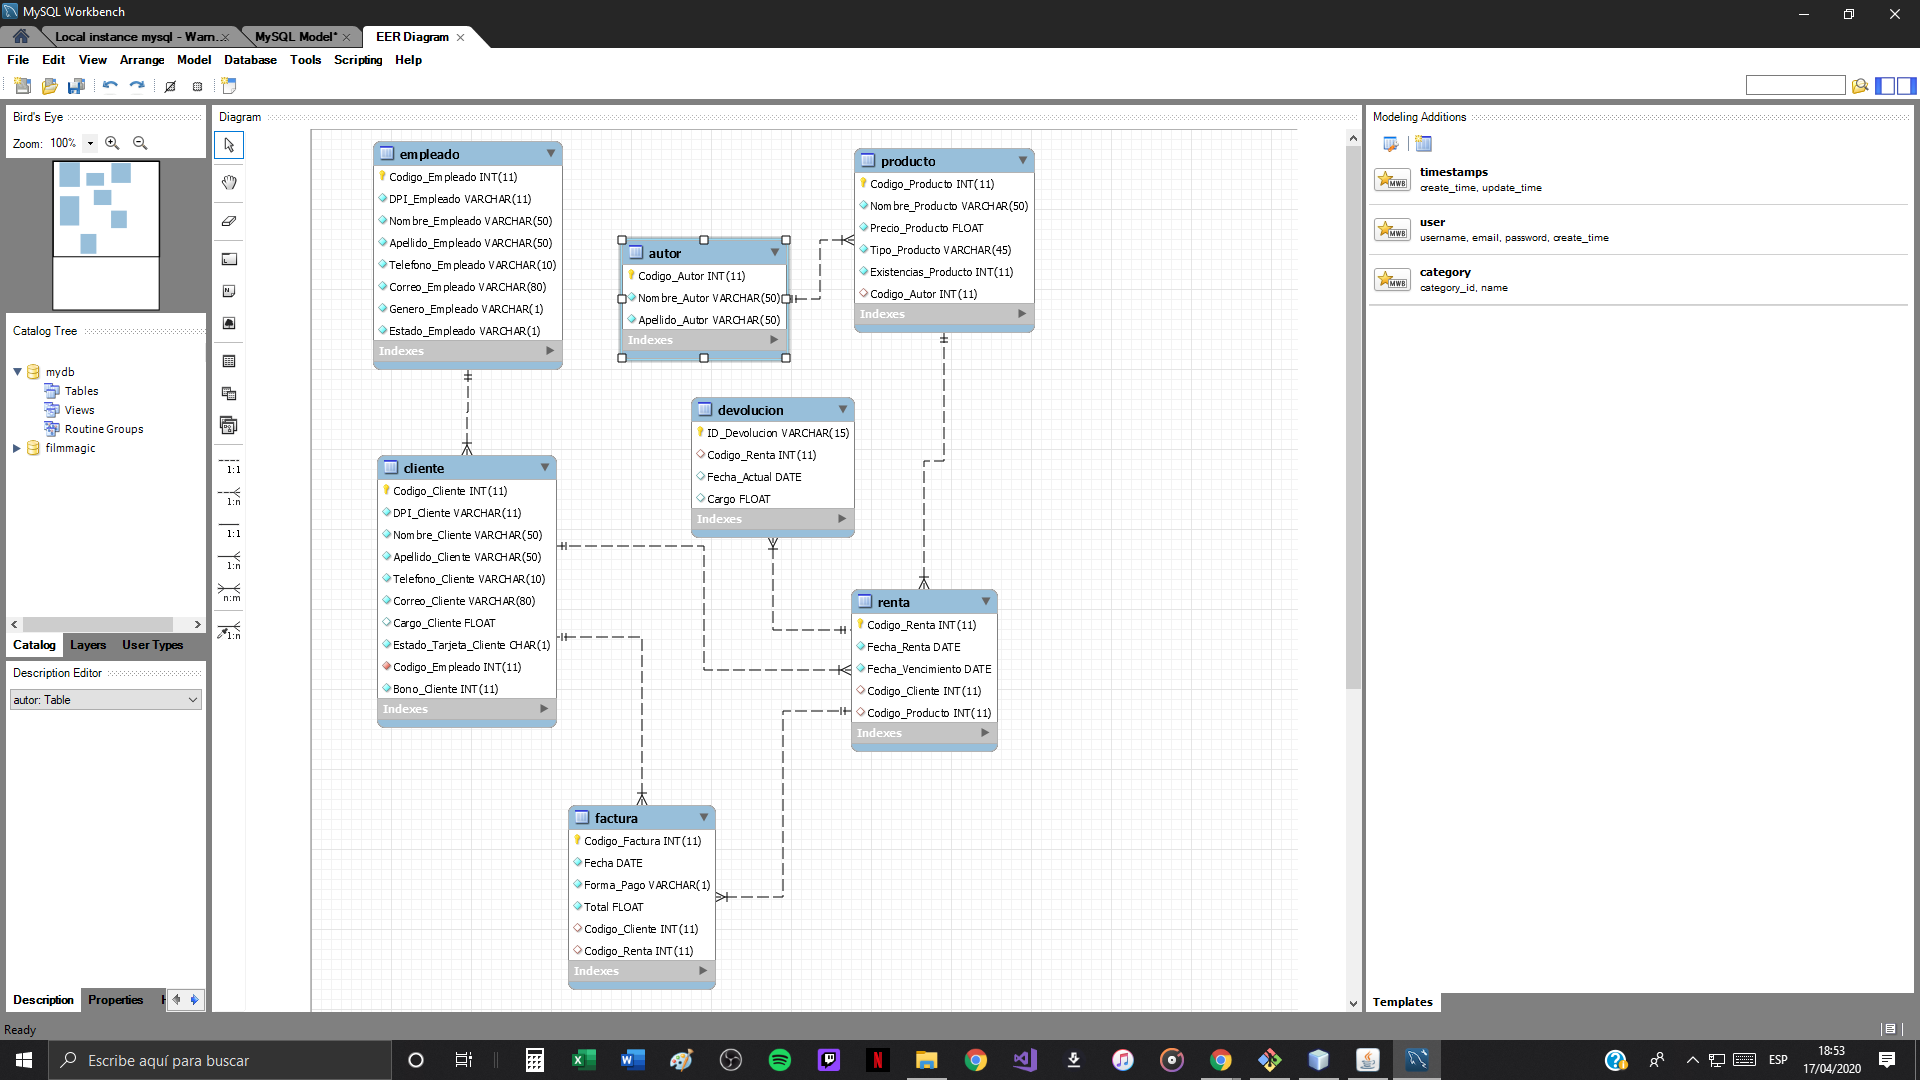 MySQL Workbench
Local instance mysql - Warn...
MySQL Model*
EER Diagram
File Edit View Arrange Model Database Tools Scripting Help
Bird's Eye
Zoom: 100%
Diagram
Modeling Additions
timestamps
create_time, update_time
user
username, email, password, create_time
category
category_id, name
Templates
Catalog Tree
mydb
Tables
Views
Routine Groups
filmmagic
Catalog Layers User Types
Description Editor
autor: Table
Description Properties
1:1
1:n
1:1
1:n
n:m
1:n
empleado
Codigo_Empleado INT(11)
DPI_Empleado VARCHAR(11)
Nombre_Empleado VARCHAR(50)
Apellido_Empleado VARCHAR(50)
Telefono_Empleado VARCHAR(10)
Correo_Empleado VARCHAR(80)
Genero_Empleado VARCHAR(1)
Estado_Empleado VARCHAR(1)
Indexes
autor
Codigo_Autor INT(11)
Nombre_Autor VARCHAR(50)
Apellido_Autor VARCHAR(50)
Indexes
producto
Codigo_Producto INT(11)
Nombre_Producto VARCHAR(50)
Precio_Producto FLOAT
Tipo_Producto VARCHAR(45)
Existencias_Producto INT(11)
Codigo_Autor INT(11)
Indexes
devolucion
ID_Devolucion VARCHAR(15)
Codigo_Renta INT(11)
Fecha_Actual DATE
Cargo FLOAT
Indexes
cliente
Codigo_Cliente INT(11)
DPI_Cliente VARCHAR(11)
Nombre_Cliente VARCHAR(50)
Apellido_Cliente VARCHAR(50)
Telefono_Cliente VARCHAR(10)
Correo_Cliente VARCHAR(80)
Cargo_Cliente FLOAT
Estado_Tarjeta_Cliente CHAR(1)
Codigo_Empleado INT(11)
Bono_Cliente INT(11)
Indexes
renta
Codigo_Renta INT(11)
Fecha_Renta DATE
Fecha_Vencimiento DATE
Codigo_Cliente INT(11)
Codigo_Producto INT(11)
Indexes
factura
Codigo_Factura INT(11)
Fecha DATE
Forma_Pago VARCHAR(1)
Total FLOAT
Codigo_Cliente INT(11)
Codigo_Renta INT(11)
Indexes
Ready
Escribe aquí para buscar
ESP
18:53
17/04/2020